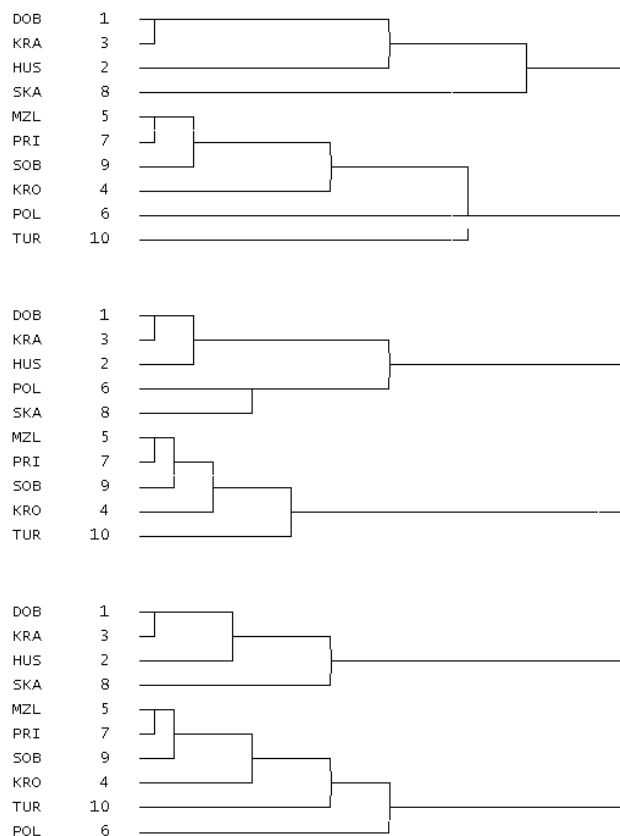 DOB 1
KRA 3
HUS 2
SKA 8
MZL 5
PRI 7
SOB 9
KRO 4
POL 6
TUR 10
DOB 1
KRA 3
HUS 2
POL 6
SKA 8
MZL 5
PRI 7
SOB 9
KRO 4
TUR 10
DOB 1
KRA 3
HUS 2
SKA 8
MZL 5
PRI 7
SOB 9
KRO 4
TUR 10
POL 6